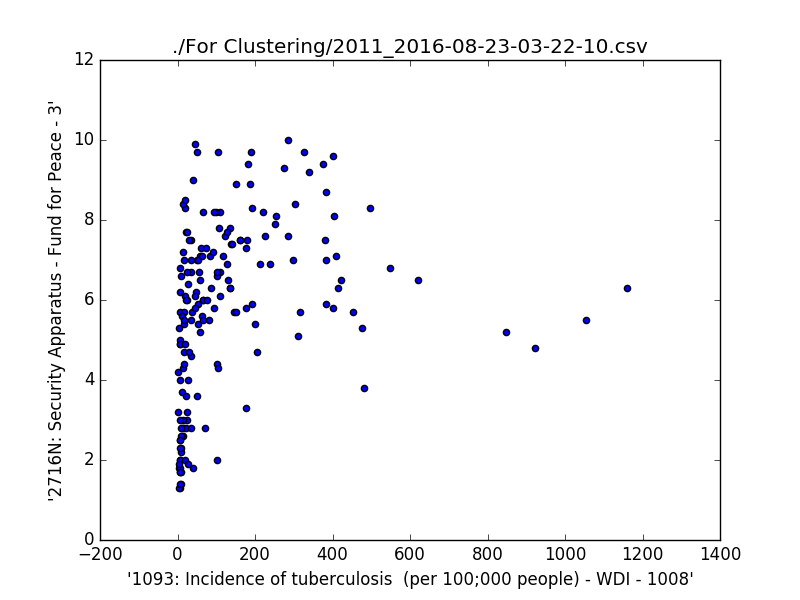 ./For Clustering/2011_2016-08-23-03-22-10.csv
12
10
8
6
4
2
0
'2716N: Security Apparatus - Fund for Peace - 3'
−200 0 200 400 600 800 1000 1200 1400
'1093: Incidence of tuberculosis  (per 100;000 people) - WDI - 1008'